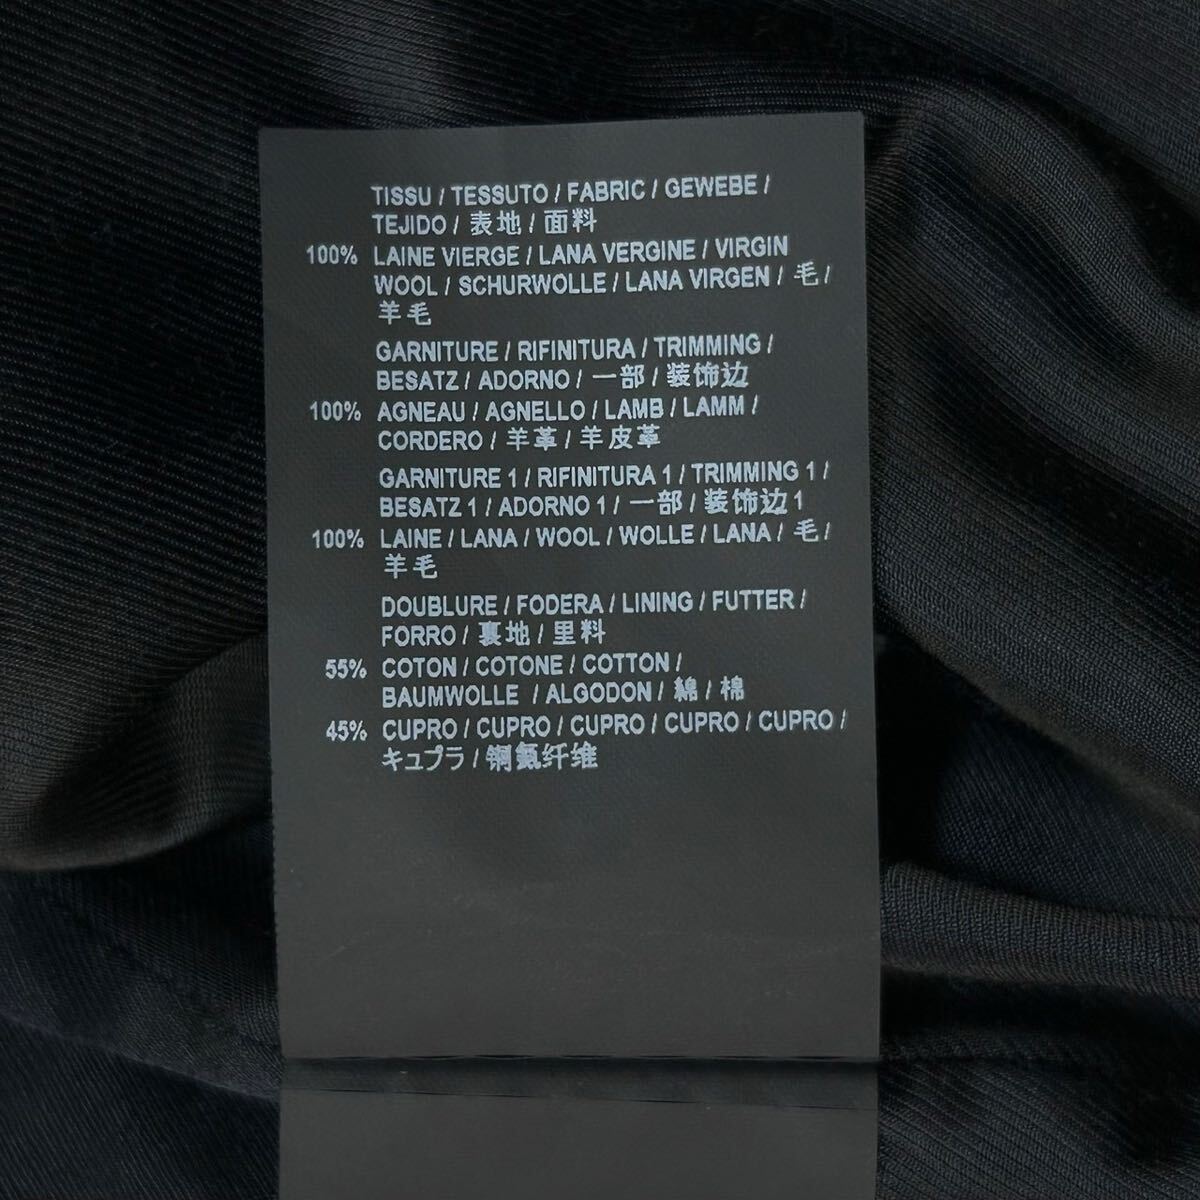 TISSU / TESSUTO / FABRIC / GEWEBE /
TEJIDO / 表地 / 面料
100% LAINE VIERGE / LANA VERGINE / VIRGIN
WOOL / SCHURWOLLE / LANA VIRGEN / 毛 /
羊毛
GARNITURE / RIFINITURA / TRIMMING /
BESATZ / ADORNO / 一部 / 装饰边
100% AGNEAU / AGNELLO / LAMB / LAMM /
CORDERO / 羊革 / 羊皮革
GARNITURE 1 / RIFINITURA 1 / TRIMMING 1 /
BESATZ 1 / ADORNO 1 / 一部 / 装饰边1
100% LAINE / LANA / WOOL / WOLLE / LANA / 毛 /
羊毛
DOUBLURE / FODERA / LINING / FUTTER /
FORRO / 裏地 / 里料
55% COTON / COTONE / COTTON /
BAUMWOLLE / ALGODON / 綿 / 棉
45% CUPRO / CUPRO / CUPRO / CUPRO / CUPRO /
キュプラ / 铜氨纤维